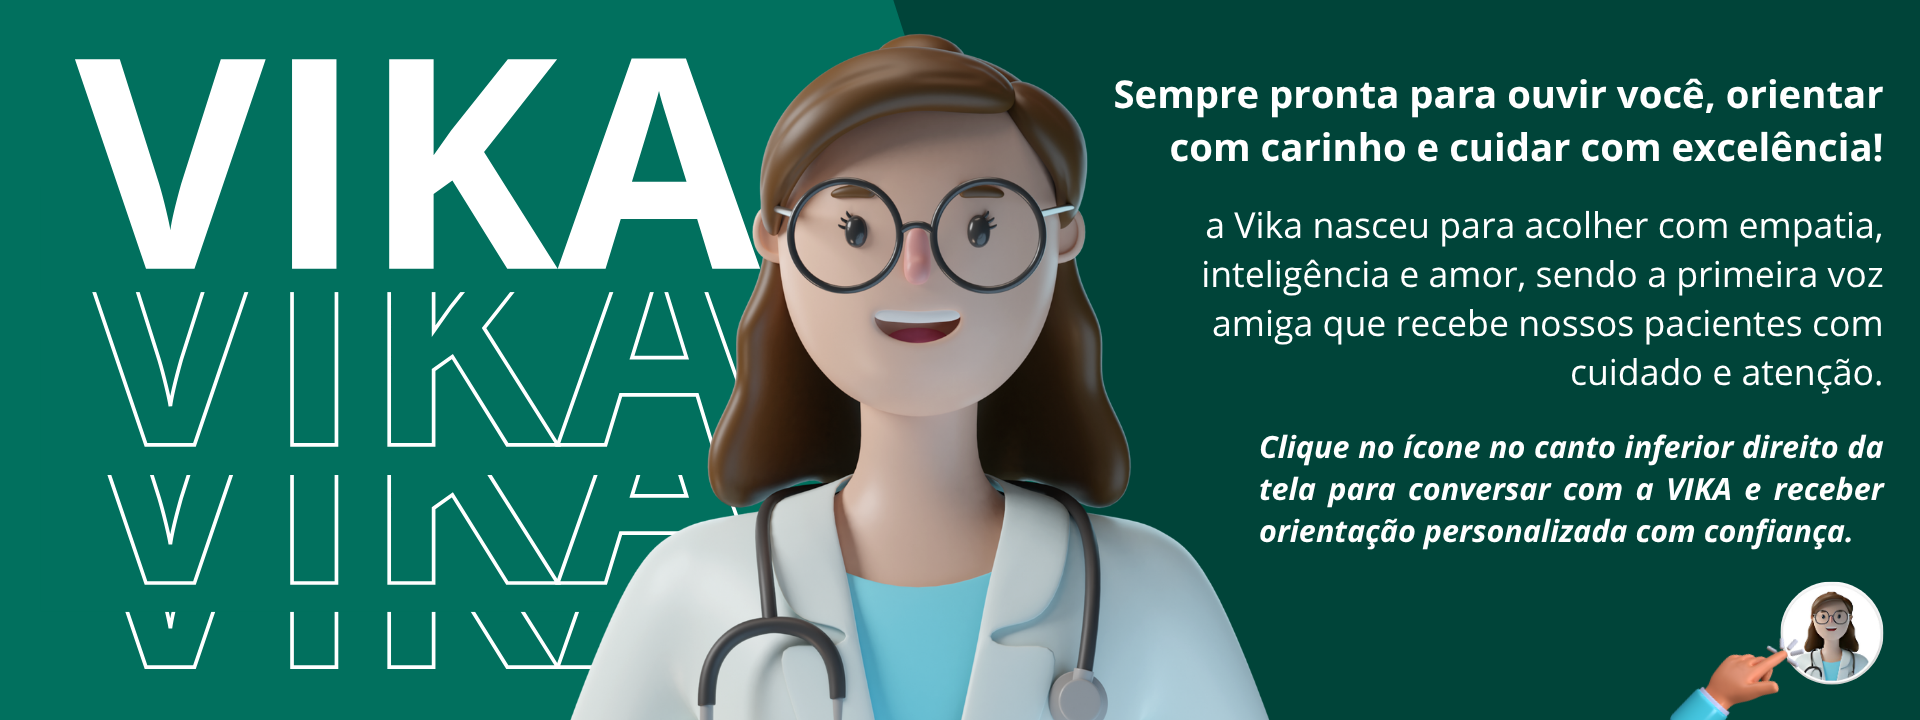 VIKA
VIKA
VIKA
VIKA
Sempre pronta para ouvir você, orientar
com carinho e cuidar com excelência!
a Vika nasceu para acolher com empatia,
inteligência e amor, sendo a primeira voz
amiga que recebe nossos pacientes com
cuidado e atenção.
Clique no ícone no canto inferior direito da
tela para conversar com a VIKA e receber
orientação personalizada com confiança.